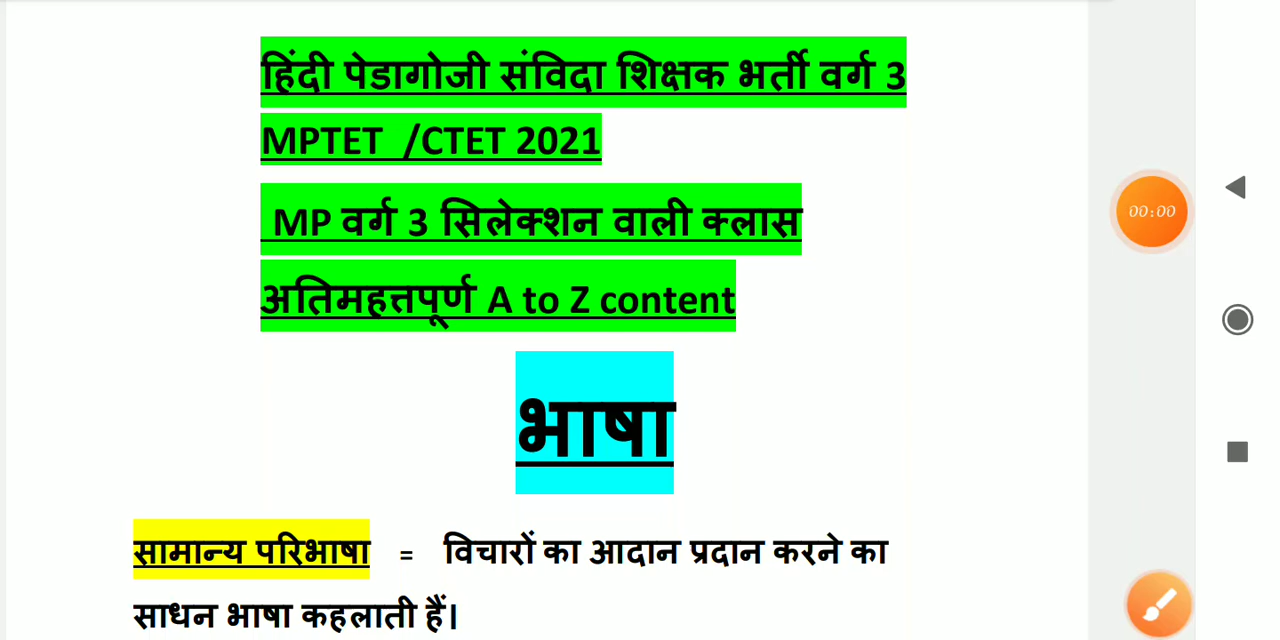 हिंदी पेडागोजी संविदा शिक्षक भर्ती वर्ग 3
MPTET /CTET 2021
MP वर्ग 3 सिलेक्शन वाली क्लास
अतिमहत्तपूर्ण A to Z content
भाषा
सामान्य परिभाषा = विचारों का आदान प्रदान करने का
साधन भाषा कहलाती हैं।
00:00